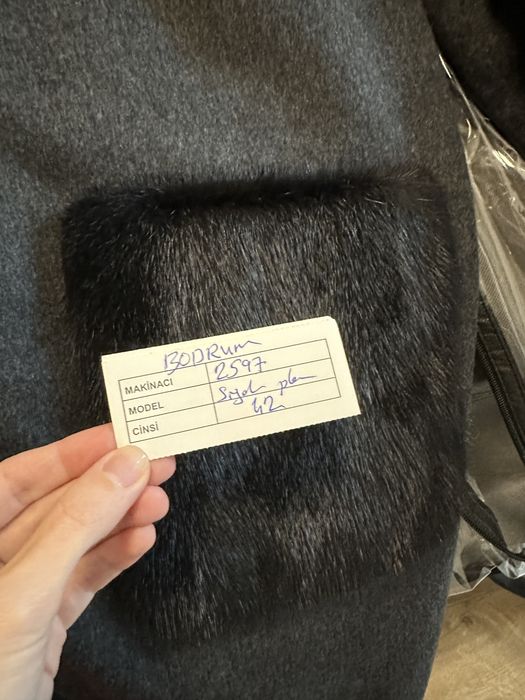 BODRUM
MAKİNACI 2597
MODEL Siyah
CİNSİ 42